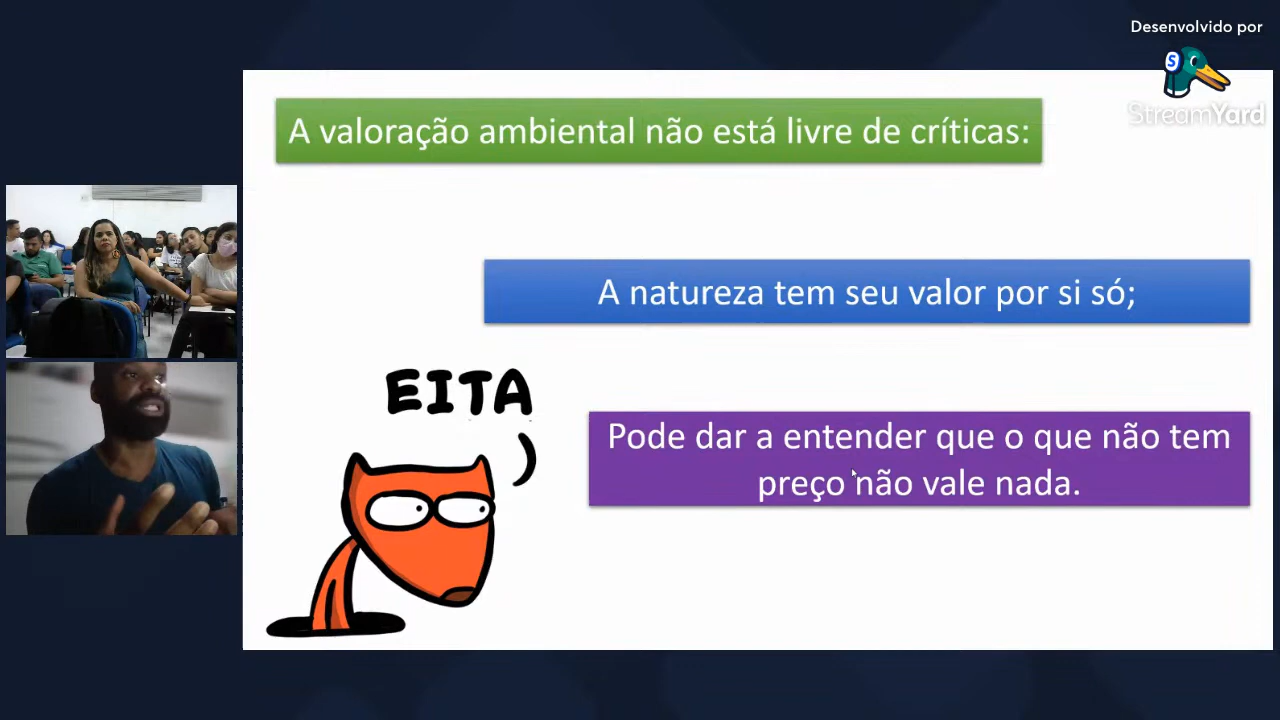 Desenvolvido por
StreamYard
A valoração ambiental não está livre de críticas:
A natureza tem seu valor por si só;
EITA
Pode dar a entender que o que não tem
preço não vale nada.